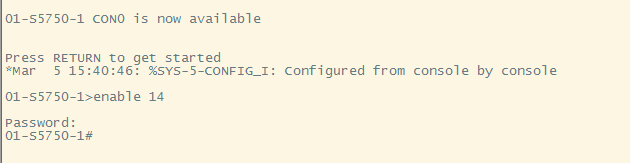 01-S5750-1 CON0 is now available
Press RETURN to get started
*Mar  5 15:40:46: %SYS-5-CONFIG_I: Configured from console by console
01-S5750-1>enable 14
Password:
01-S5750-1#